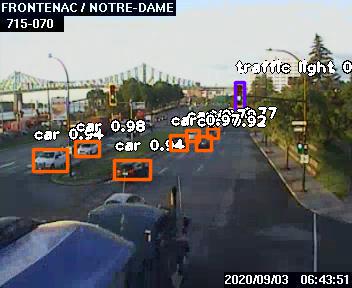 FRONTENAC / NOTRE-DAME
715-070
traffic light 0
car 0.94
car 0.98
car 0.94
2020/09/03 06:43:51